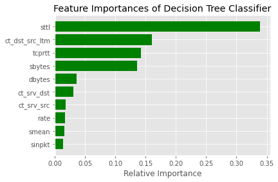 Feature Importances of Decision Tree Classifier
sttl
ct_dst_src_ltm
tcprtt
sbytes
dbytes
ct_srv_dst
ct_srv_src
rate
smean
sinpkt
0.00 0.05 0.10 0.15 0.20 0.25 0.30 0.35
Relative Importance